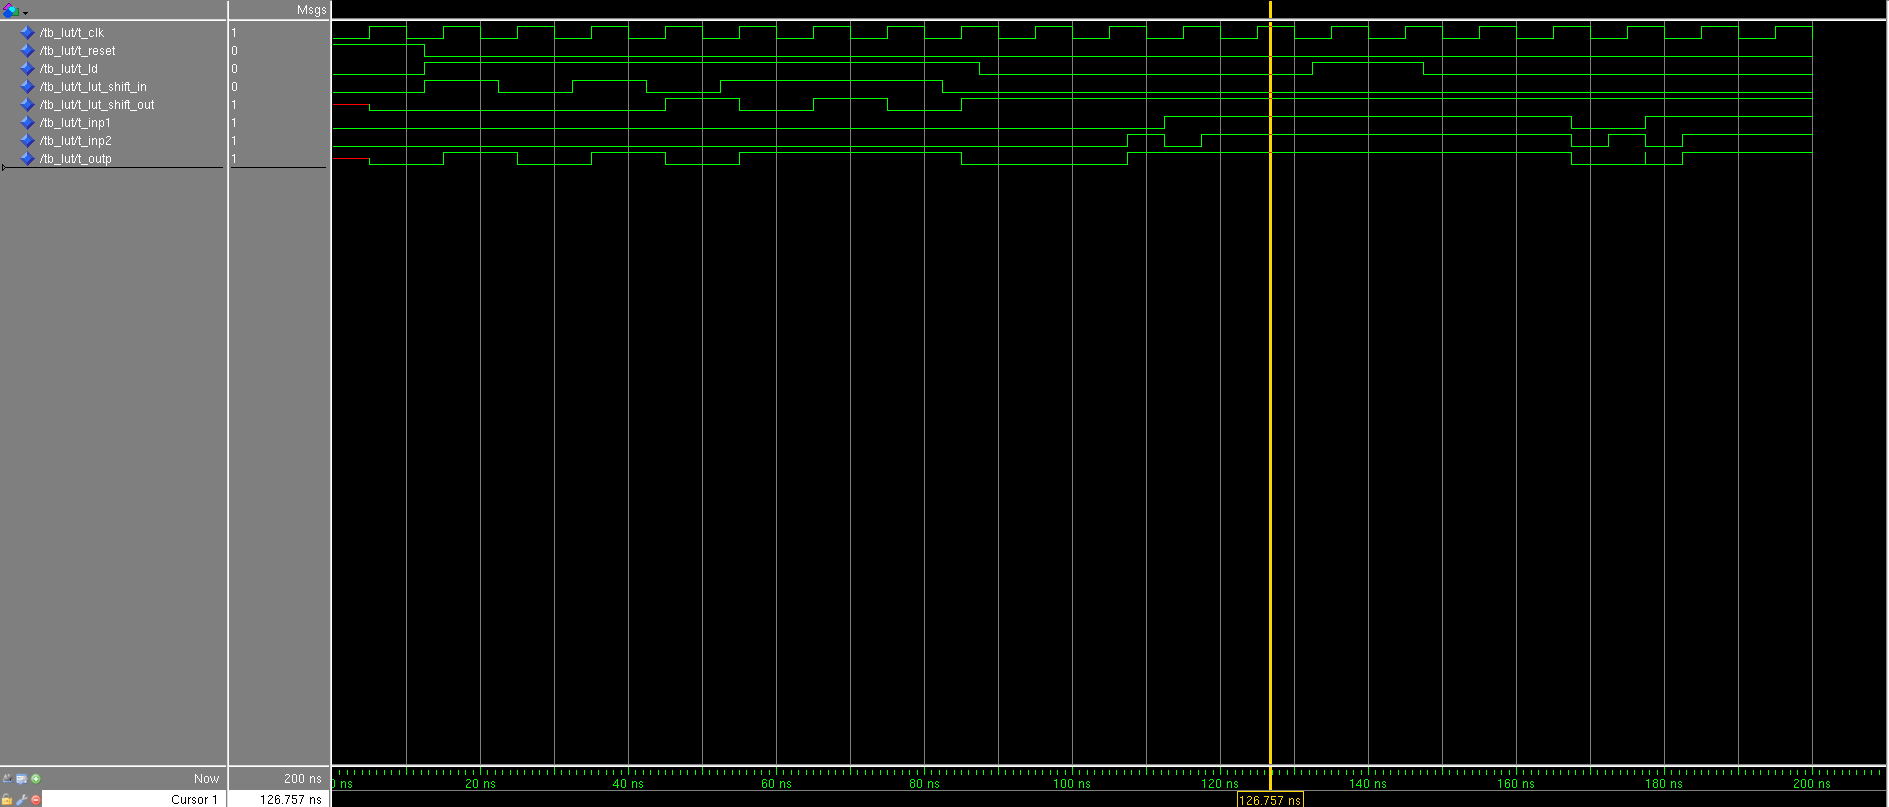 Msgs
/tb_lut/t_clk 1
/tb_lut/t_reset 0
/tb_lut/t_ld 0
/tb_lut/t_lut_shift_in 0
/tb_lut/t_lut_shift_out 1
/tb_lut/t_inp1 1
/tb_lut/t_inp2 1
/tb_lut/t_outp 1
Now 200 ns 0 ns 20 ns 40 ns 60 ns 80 ns 100 ns 120 ns 140 ns 160 ns 180 ns 200 ns
Cursor 1 126.757 ns 126.757 ns